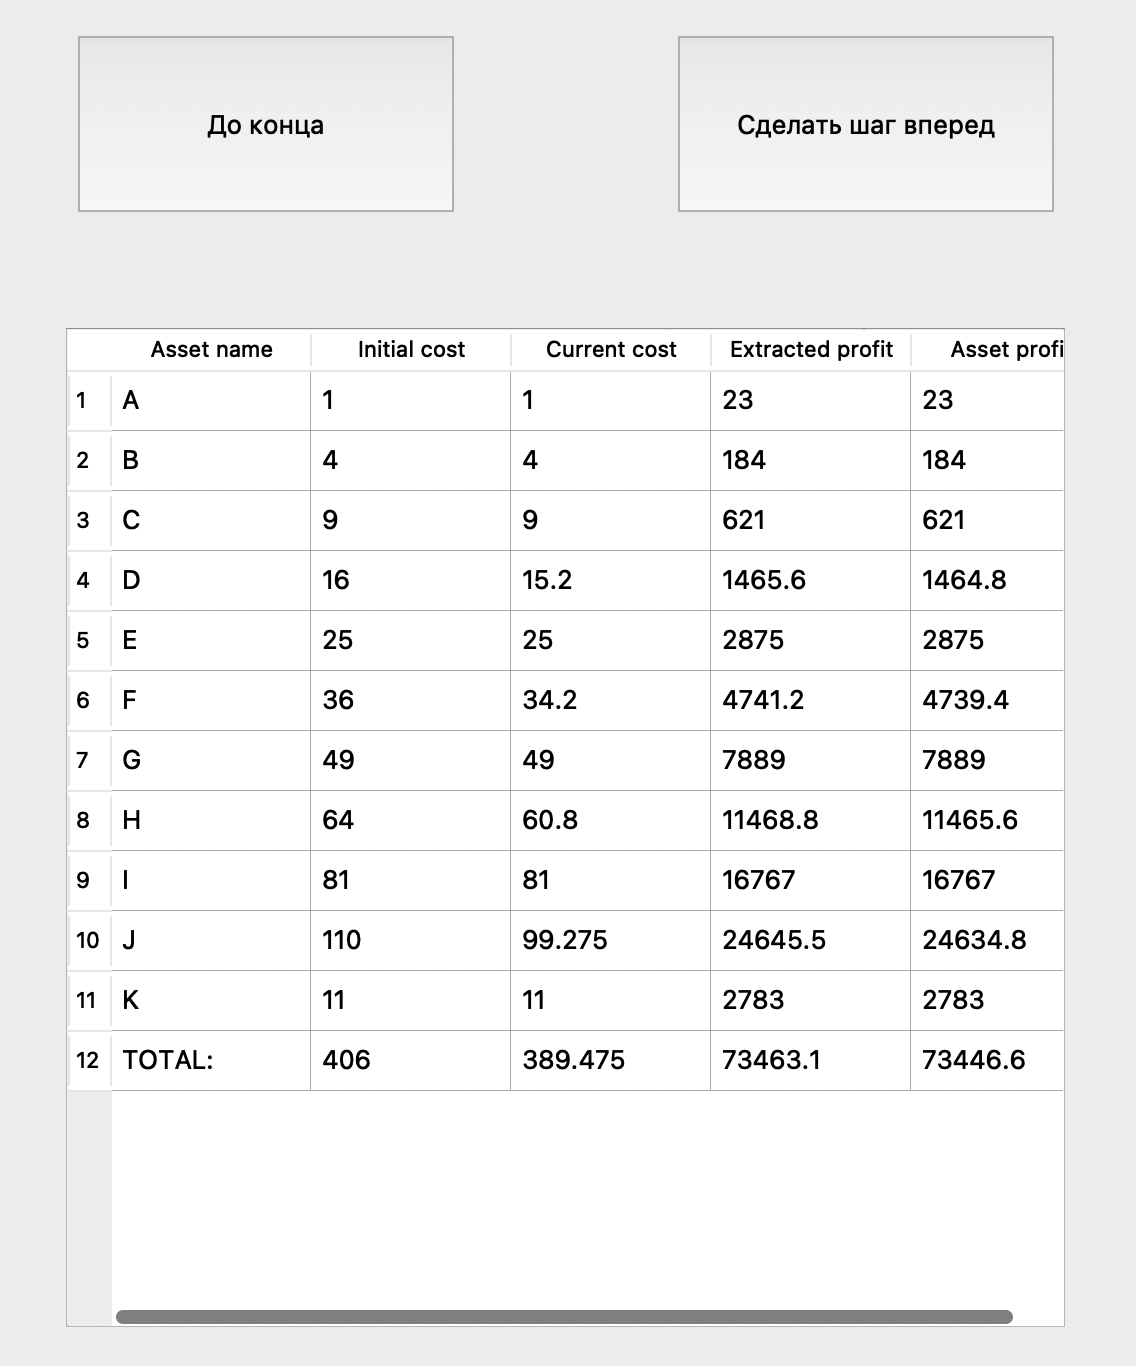 До конца
Сделать шаг вперед
Asset name Initial cost Current cost Extracted profit Asset profi
1 A 1 1 23 23
2 B 4 4 184 184
3 C 9 9 621 621
4 D 16 15.2 1465.6 1464.8
5 E 25 25 2875 2875
6 F 36 34.2 4741.2 4739.4
7 G 49 49 7889 7889
8 H 64 60.8 11468.8 11465.6
9 I 81 81 16767 16767
10 J 110 99.275 24645.5 24634.8
11 K 11 11 2783 2783
12 TOTAL: 406 389.475 73463.1 73446.6